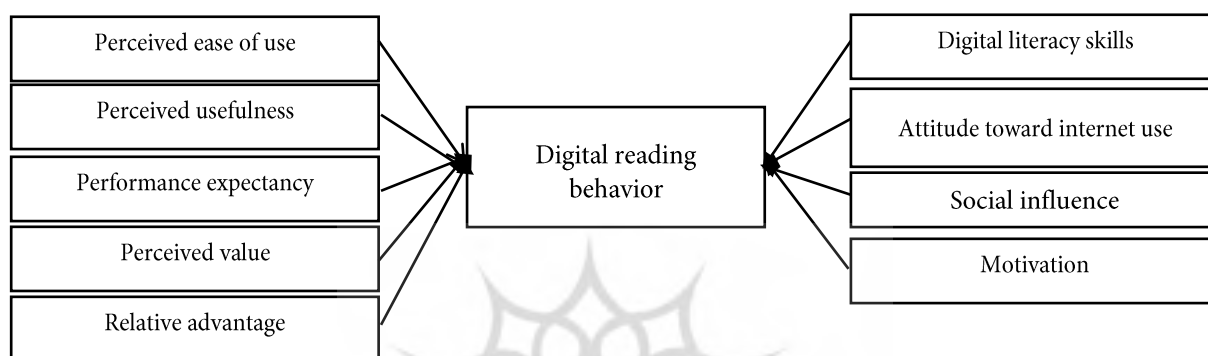 Perceived ease of use
Perceived usefulness
Performance expectancy
Perceived value
Relative advantage
Digital reading
behavior
Digital literacy skills
Attitude toward internet use
Social influence
Motivation